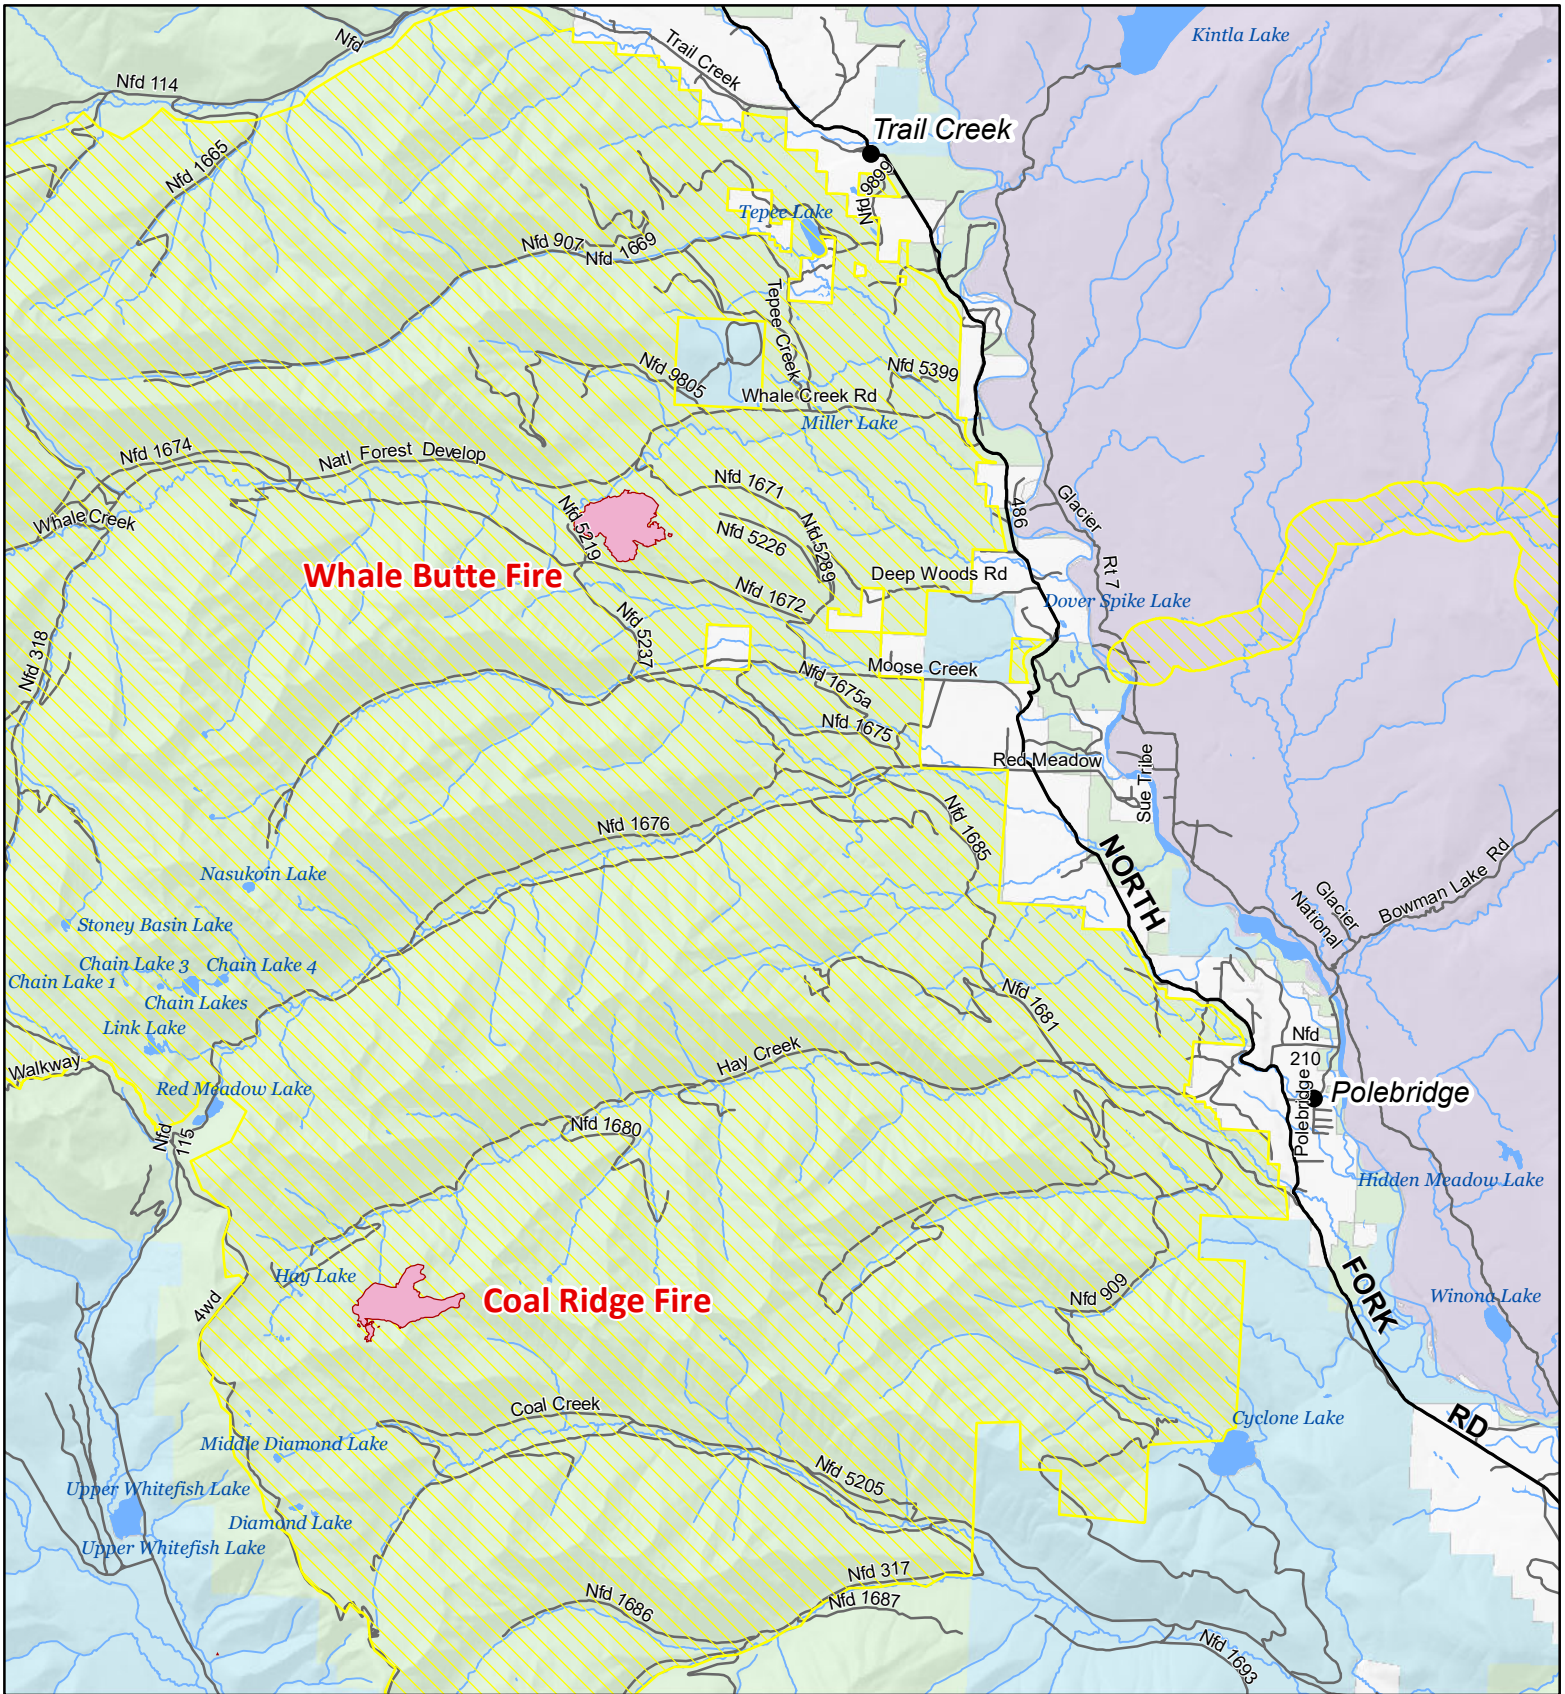 Kintla Lake
Nfd
Trail Creek
Nfd 114
Trail Creek
Nfd 1665
Nfd 9899
Tepee Lake
Nfd 907
Nfd 1669
Tepee Creek
Nfd 9805
Nfd 5399
Whale Creek Rd
Miller Lake
Nfd 1674
Natl Forest Develop
Nfd 1671
Glacier
Rt 7
486
Whale Creek
Nfd 5219
Nfd 5226
Nfd 5289
Whale Butte Fire
Deep Woods Rd
Nfd 1672
Dover Spike Lake
Nfd 5237
Nfd 318
Moose Creek
Nfd 1675a
Nfd 1675
Red Meadow
Sue Tribe
Nfd 1676
Nfd 1685
NORTH
Nasukoin Lake
Bowman Lake Rd
Glacier
National
Stoney Basin Lake
Chain Lake 3
Chain Lake 4
Chain Lake 1
Chain Lakes
Nfd 1681
Link Lake
Nfd
210
Hay Creek
Walkway
Red Meadow Lake
Polebridge
Polebridge
Nfd
115
Nfd 1680
Hidden Meadow Lake
Hay Lake
Coal Ridge Fire
Nfd 909
FORK
Winona Lake
4wd
Coal Creek
Cyclone Lake
RD
Middle Diamond Lake
Nfd 5205
Upper Whitefish Lake
Diamond Lake
Upper Whitefish Lake
Nfd 317
Nfd 1686
Nfd 1687
Nfd 1693